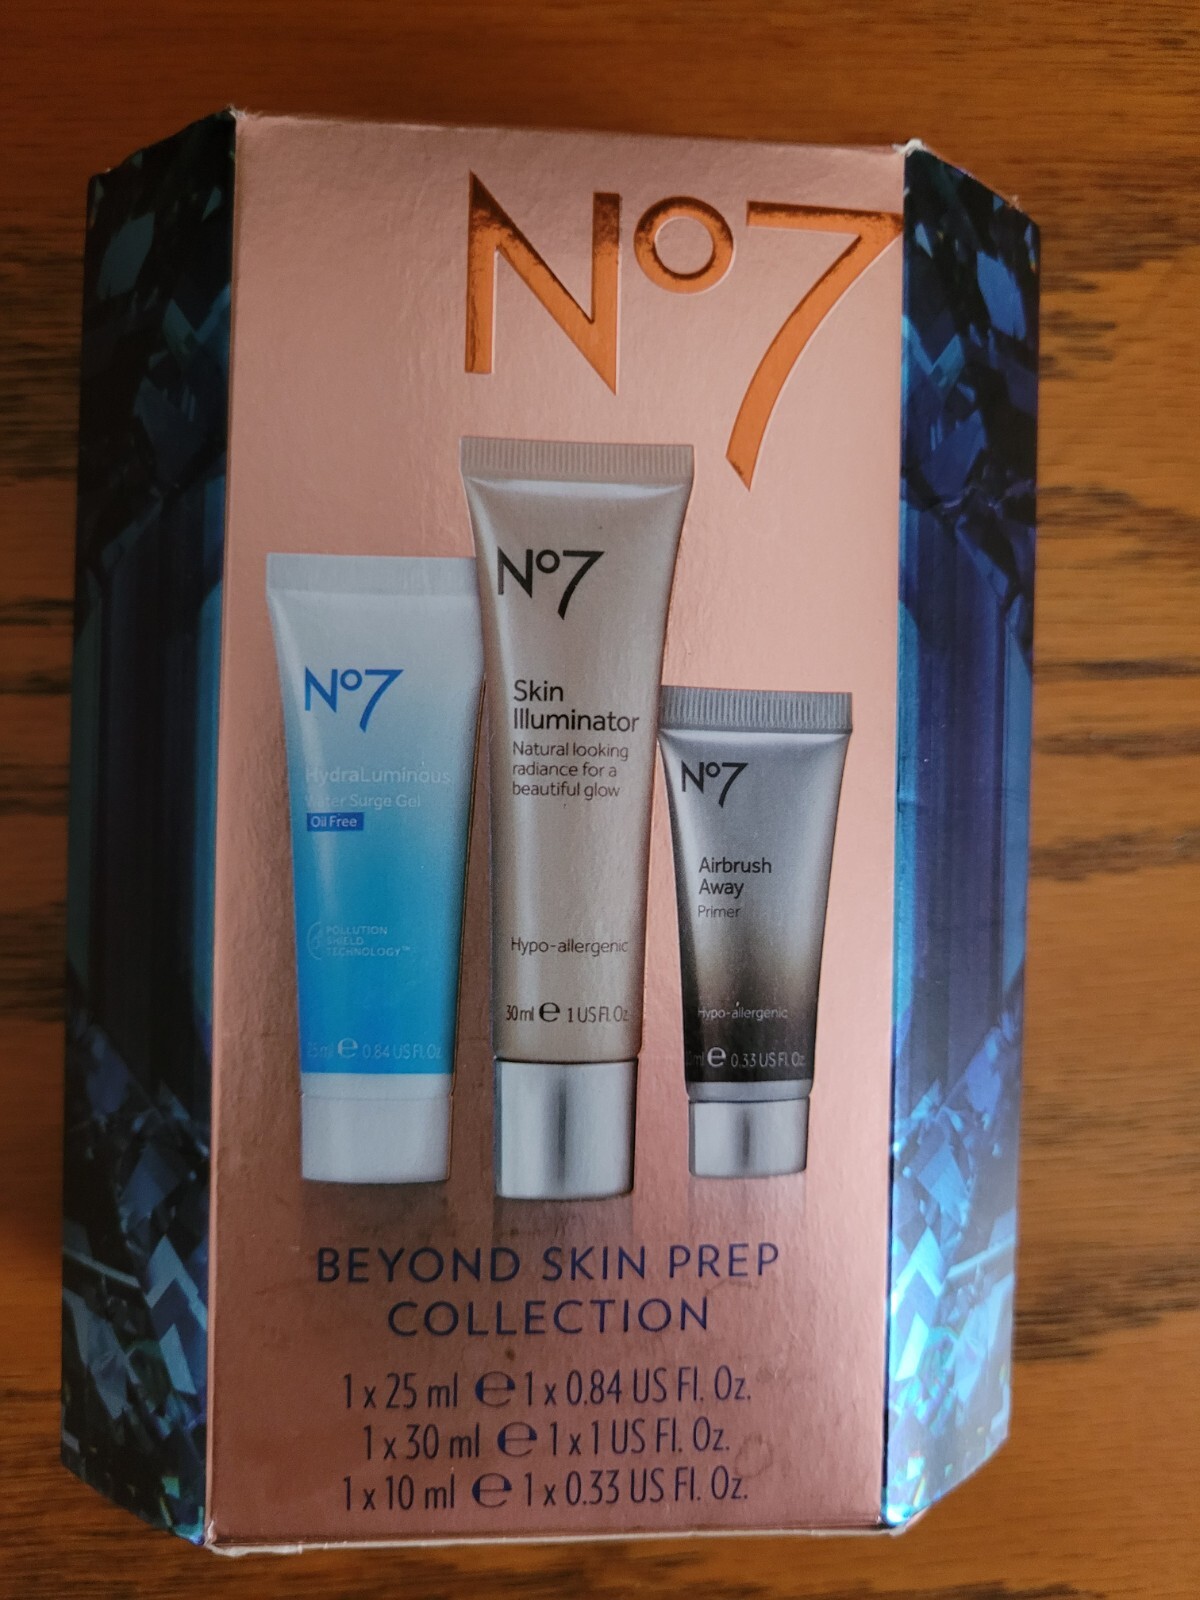 No7
No7
HydraLuminous
Water Surge Gel
Oil Free
POLLUTION
SHIELD
TECHNOLOGY™
25ml e 0.84 US Fl. Oz.
No7
Skin
Illuminator
Natural looking
radiance for a
beautiful glow
Hypo-allergenic
30ml e 1 US Fl. Oz.
No7
Airbrush
Away
Primer
Hypo-allergenic
10ml e 0.33 US Fl. Oz.
BEYOND SKIN PREP
COLLECTION
1 x 25 ml e 1 x 0.84 US Fl. Oz.
1 x 30 ml e 1 x 1 US Fl. Oz.
1 x 10 ml e 1 x 0.33 US Fl. Oz.